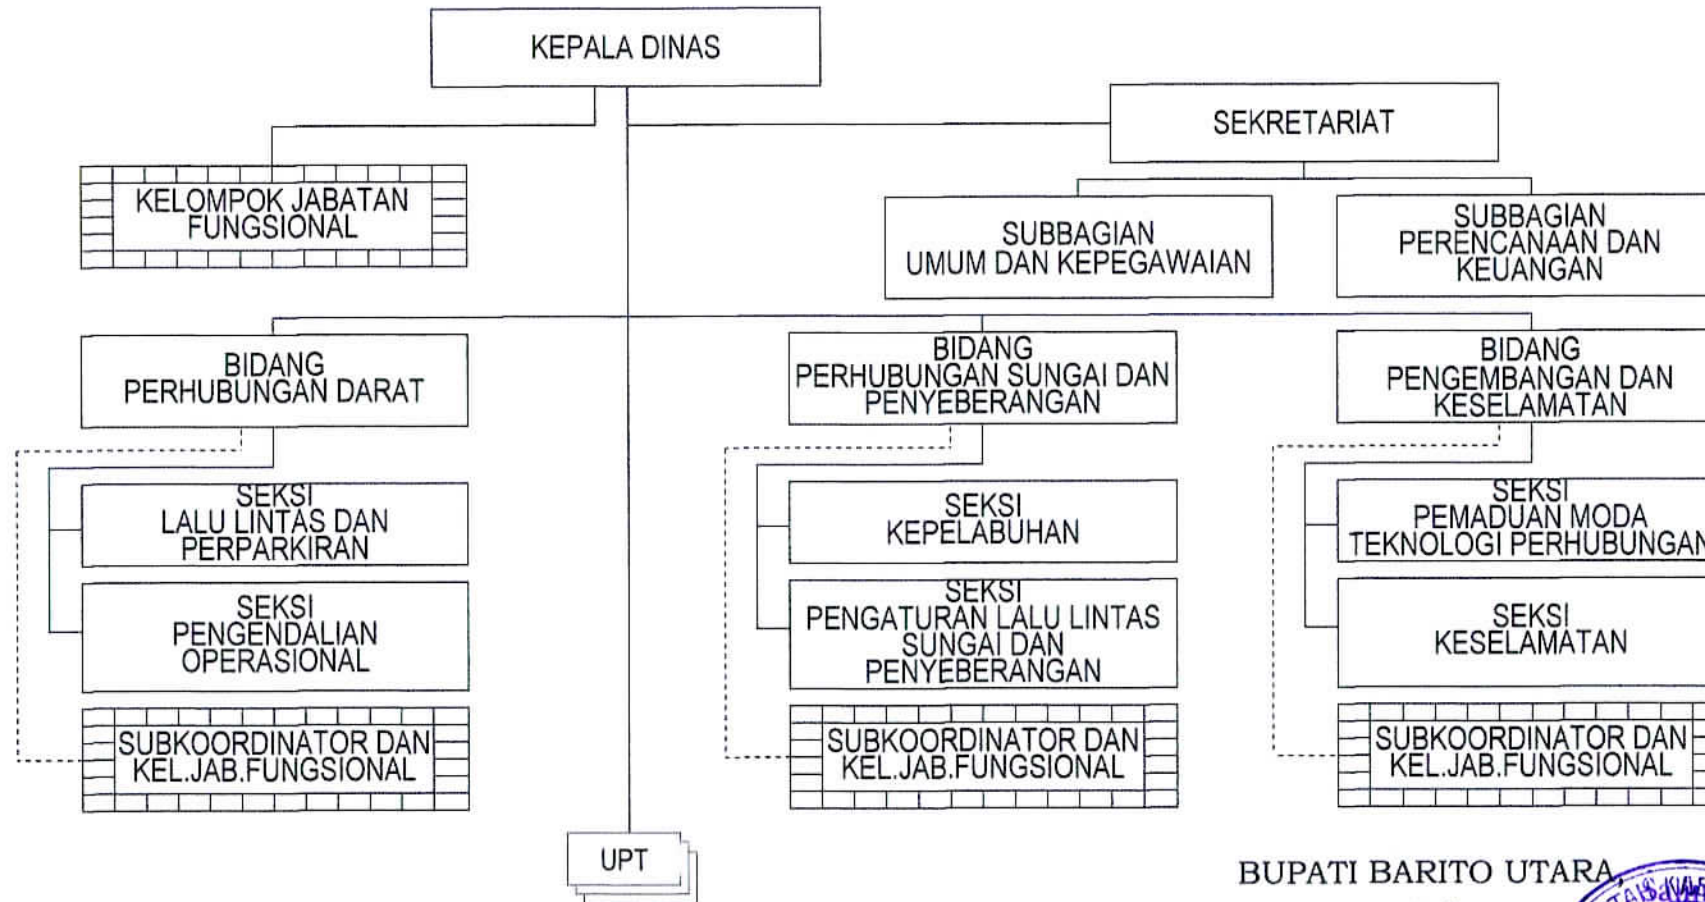 KEPALA DINAS
SEKRETARIAT
KELOMPOK JABATAN
FUNGSIONAL
SUBBAGIAN
UMUM DAN KEPEGAWAIAN
SUBBAGIAN
PERENCANAAN DAN
KEUANGAN
BIDANG
PERHUBUNGAN DARAT
BIDANG
PERHUBUNGAN SUNGAI DAN
PENYEBERANGAN
BIDANG
PENGEMBANGAN DAN
KESELAMATAN
SEKSI
LALU LINTAS DAN
PERPARKIRAN
SEKSI
KEPELABUHAN
SEKSI
PEMADUAN MODA
TEKNOLOGI PERHUBUNGAN
SEKSI
PENGENDALIAN
OPERASIONAL
SEKSI
PENGATURAN LALU LINTAS
SUNGAI DAN
PENYEBERANGAN
SEKSI
KESELAMATAN
SUBKOORDINATOR DAN
KEL.JAB.FUNGSIONAL
SUBKOORDINATOR DAN
KEL.JAB.FUNGSIONAL
SUBKOORDINATOR DAN
KEL.JAB.FUNGSIONAL
UPT
BUPATI BARITO UTARA,